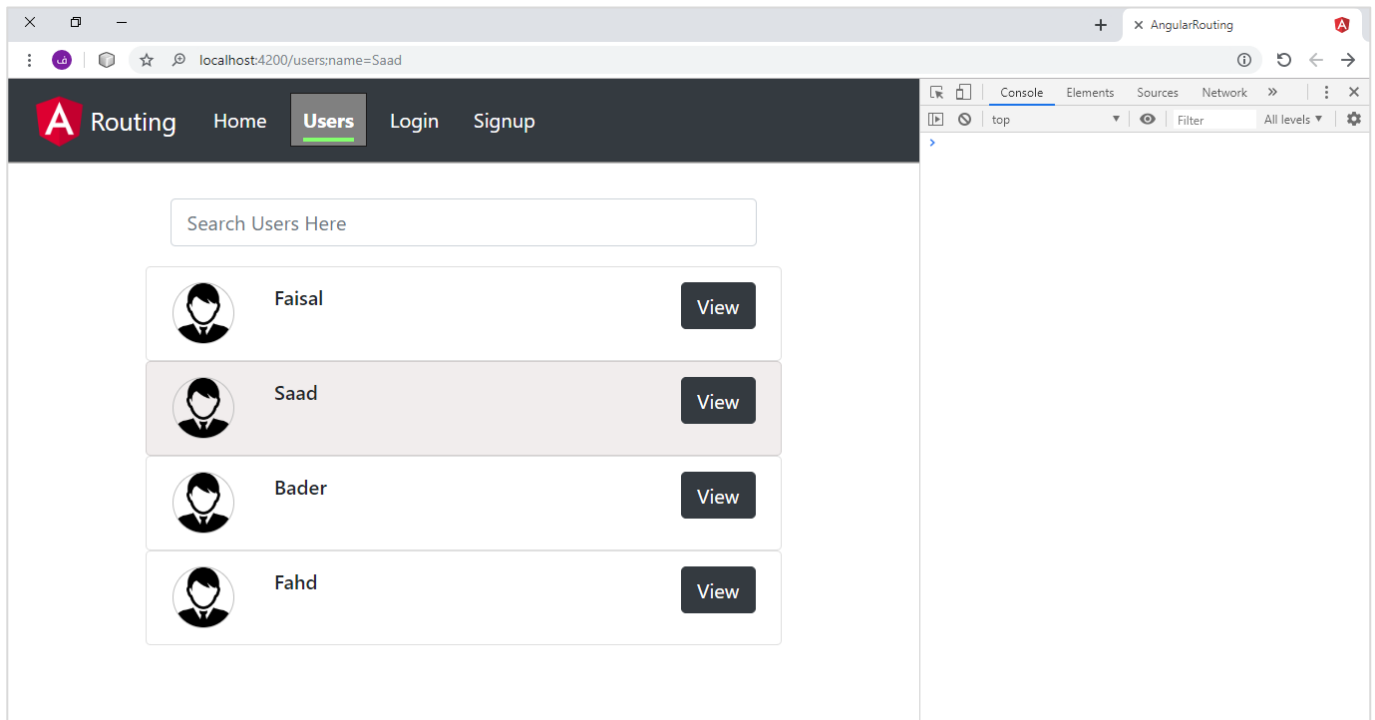 AngularRouting
ف
localhost:4200/users;name=Saad
Routing Home Users Login Signup
Console Elements Sources Network
top Filter All levels
Search Users Here
Faisal View
Saad View
Bader View
Fahd View